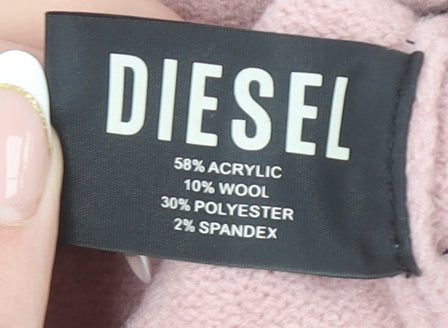 DIESEL
58% ACRYLIC
10% WOOL
30% POLYESTER
2% SPANDEX